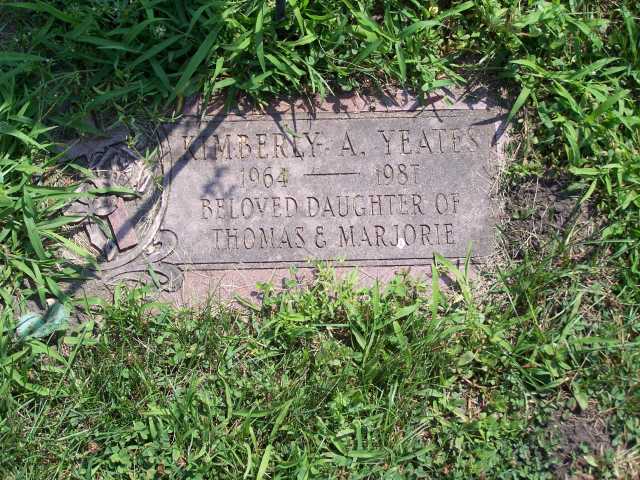 KIMBERLY A. YEATES
1964 — 1987
BELOVED DAUGHTER OF
THOMAS & MARJORIE